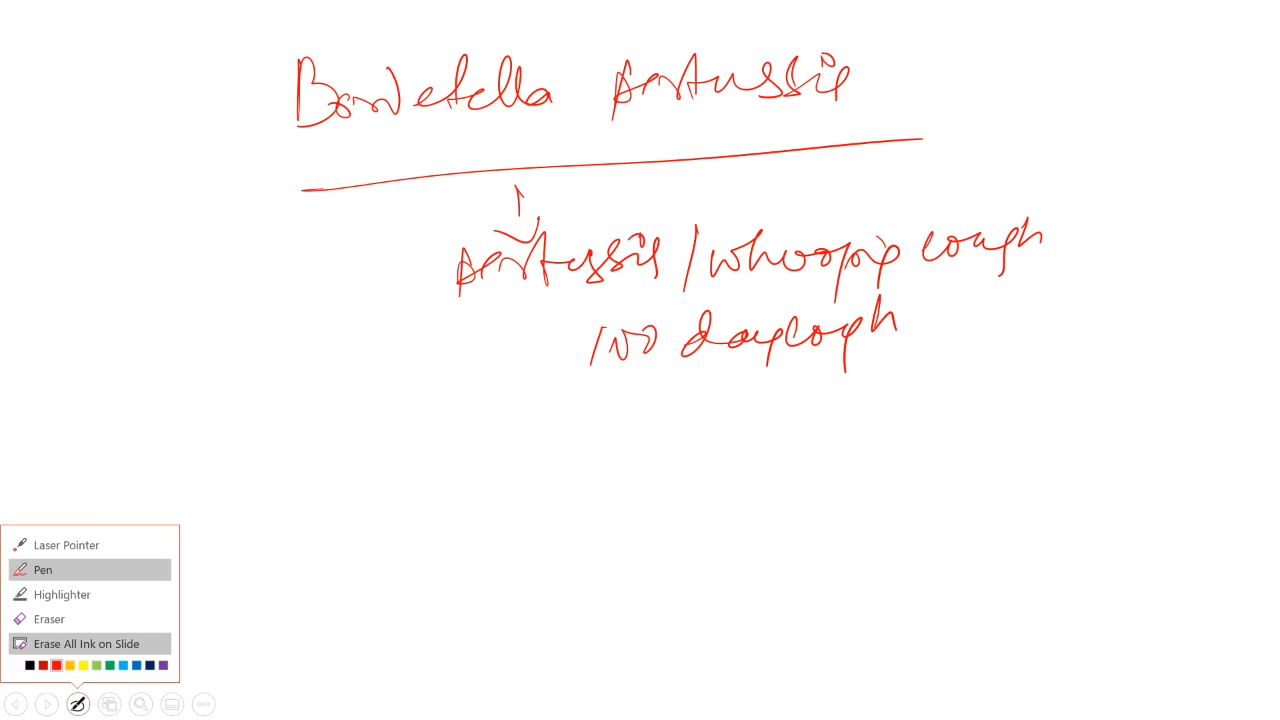 Bordetella pertussis
pertussis / whooping cough
100 day cough
Laser Pointer
Pen
Highlighter
Eraser
Erase All Ink on Slide